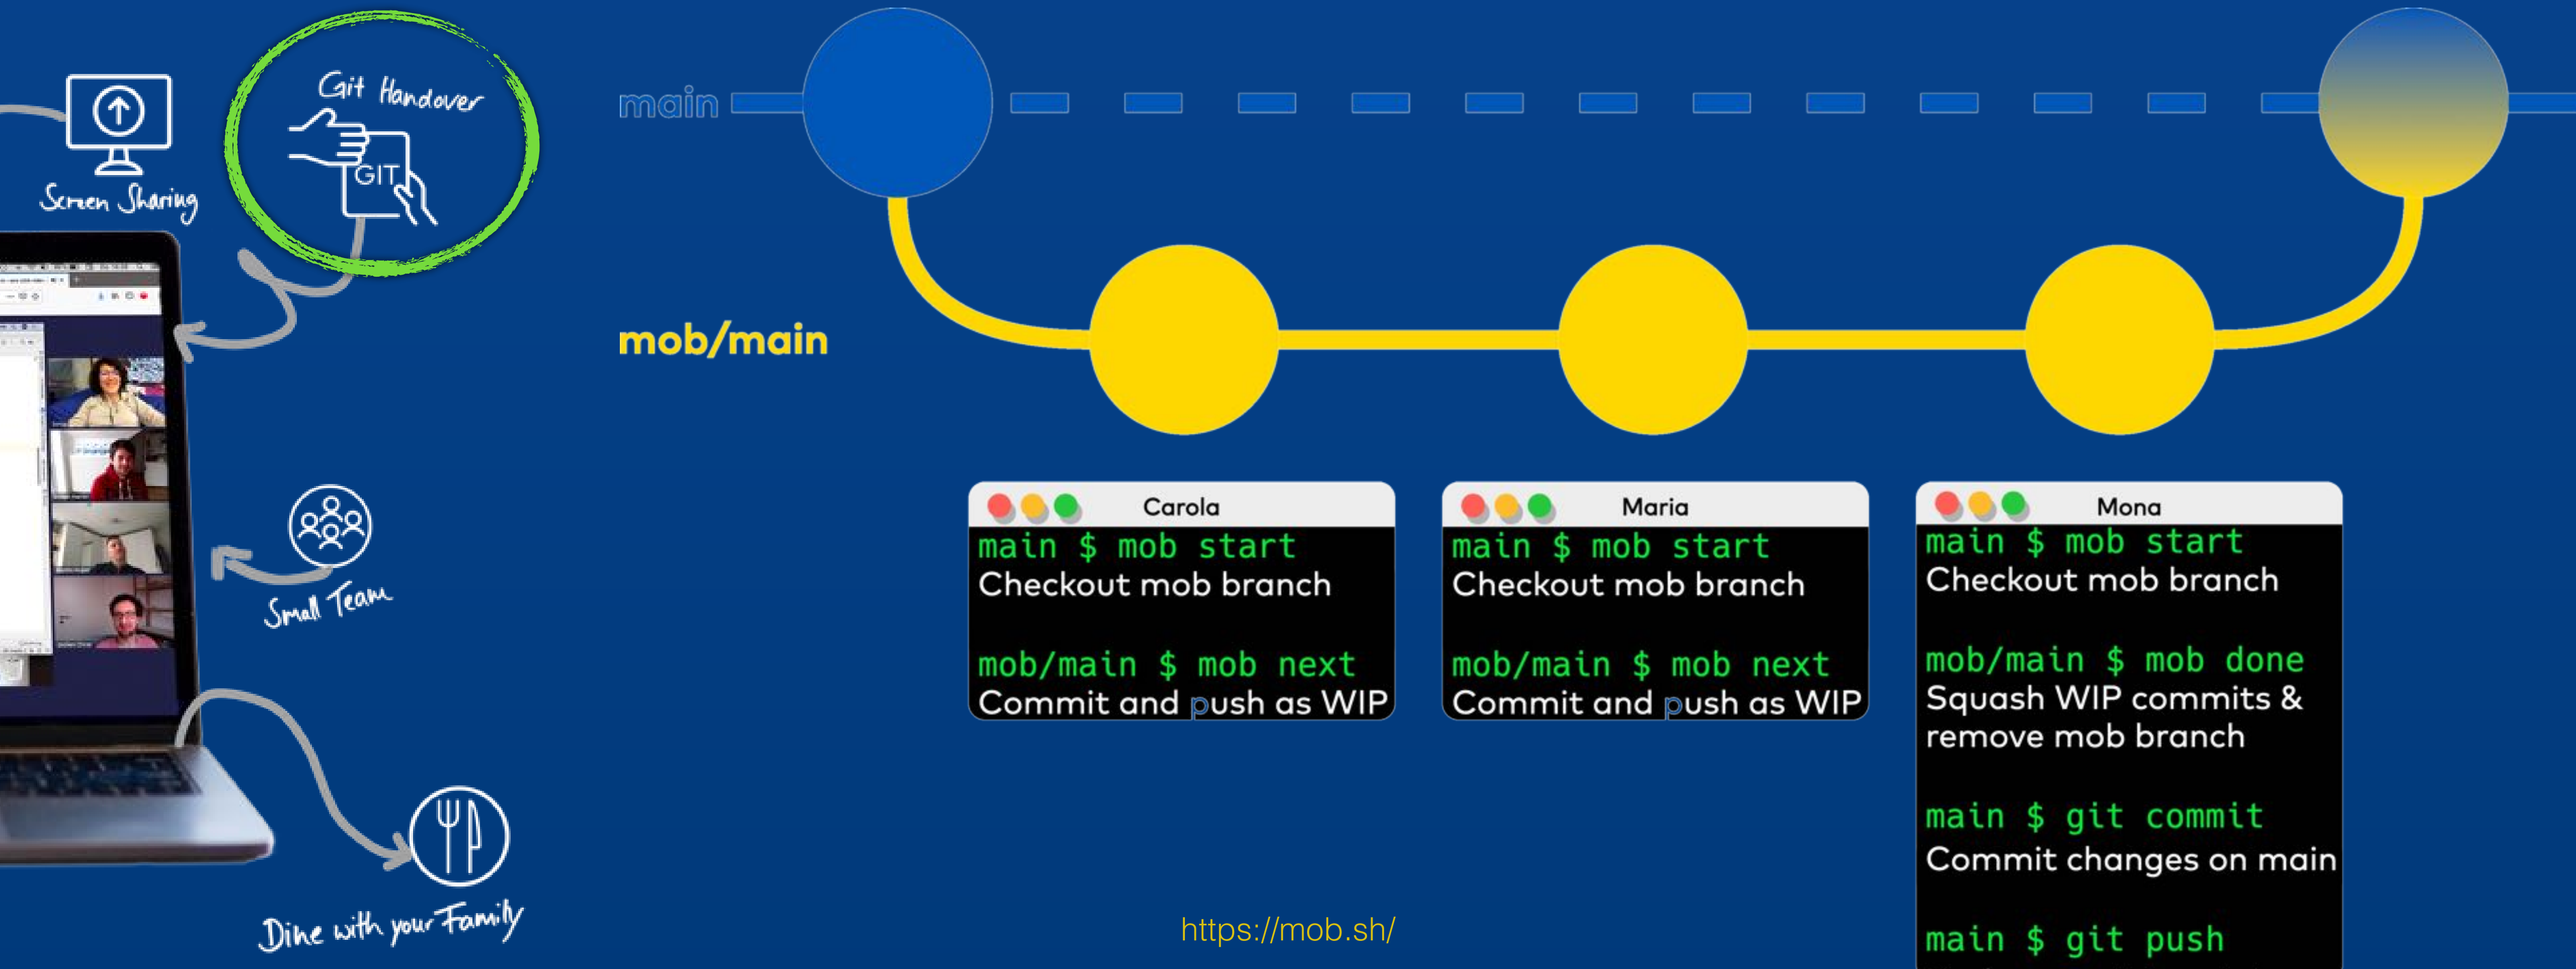 Git Handover
GIT
Screen Sharing
Small Team
Dine with your Family
main
mob/main
Carola
main $ mob start
Checkout mob branch
mob/main $ mob next
Commit and push as WIP
Maria
main $ mob start
Checkout mob branch
mob/main $ mob next
Commit and push as WIP
Mona
main $ mob start
Checkout mob branch
mob/main $ mob done
Squash WIP commits &
remove mob branch
main $ git commit
Commit changes on main
main $ git push
https://mob.sh/